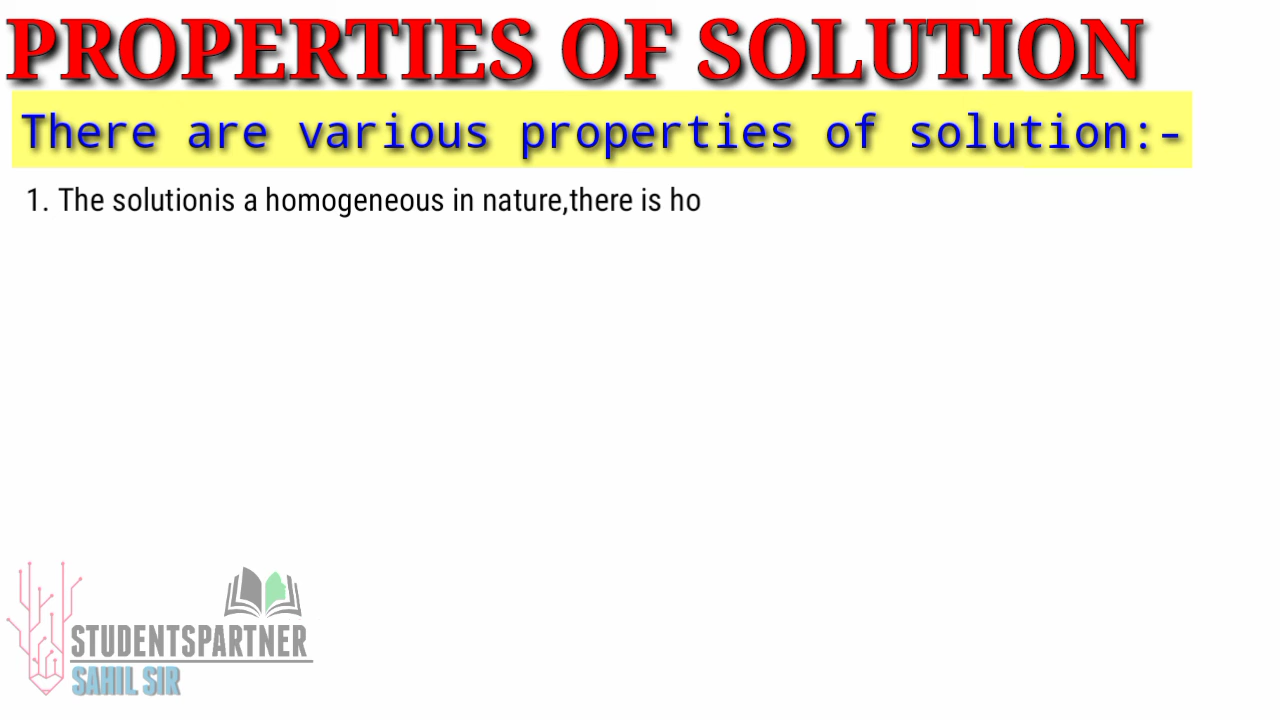 PROPERTIES OF SOLUTION
There are various properties of solution:-
1. The solutionis a homogeneous in nature,there is ho
STUDENTSPARTNER
SAHIL SIR